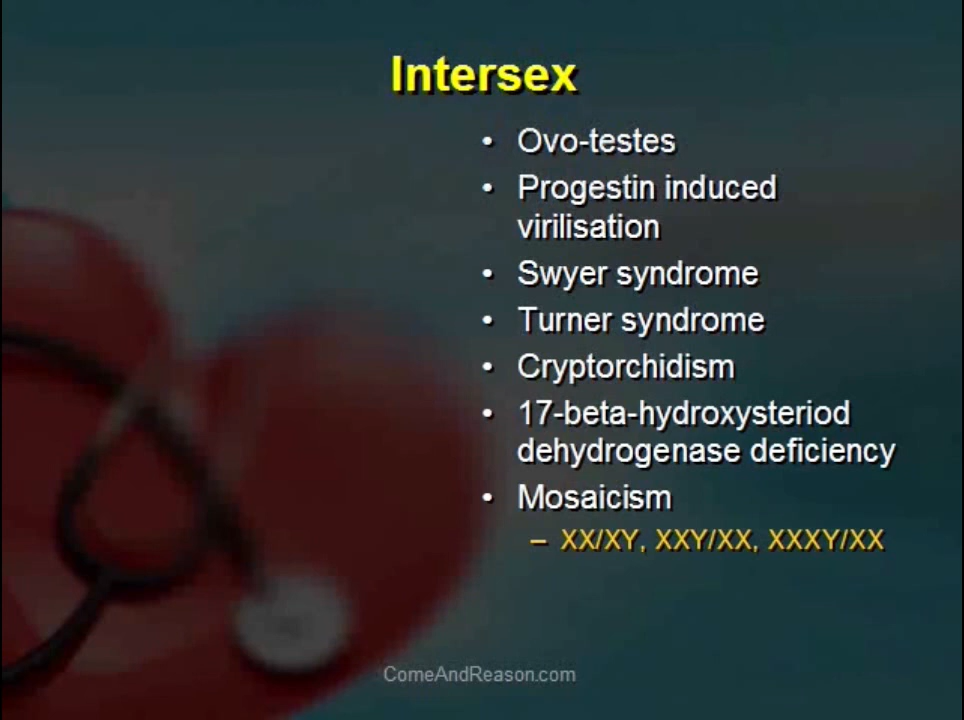 Intersex
• Ovo-testes
• Progestin induced
virilisation
• Swyer syndrome
• Turner syndrome
• Cryptorchidism
• 17-beta-hydroxysteriod
dehydrogenase deficiency
• Mosaicism
– XX/XY, XXY/XX, XXXY/XX
ComeAndReason.com